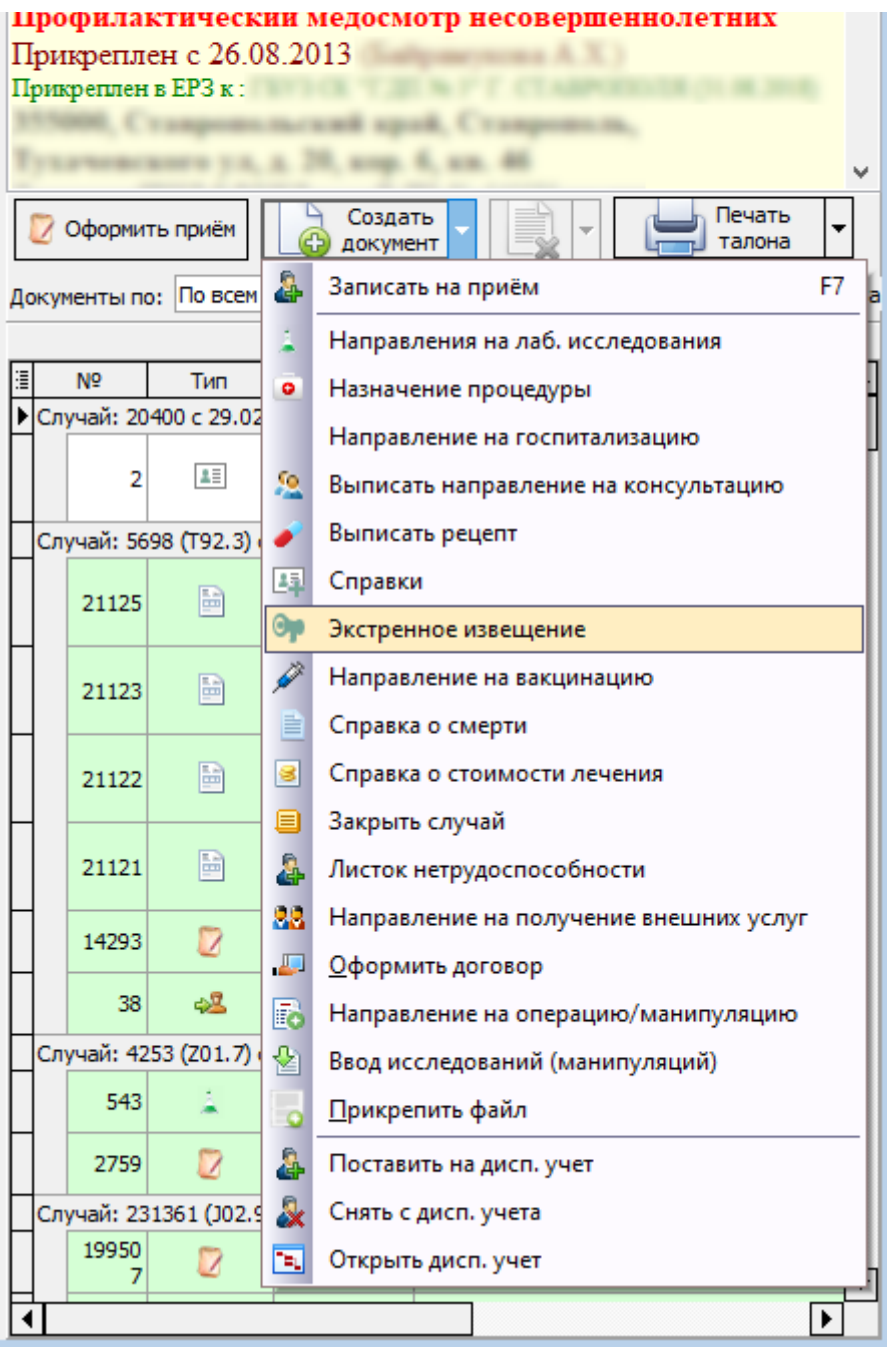 Профилактический медосмотр несовершеннолетних
Прикреплен с 26.08.2013
Прикреплен в ЕРЗ к :
Оформить приём
Создать
документ
Печать
талона
Документы по: По всем
Записать на приём F7
Направления на лаб. исследования
№ Тип
Назначение процедуры
Случай: 20400 с 29.02
Направление на госпитализацию
2
Выписать направление на консультацию
Случай: 5698 (T92.3)
Выписать рецепт
Справки
21125
Экстренное извещение
Направление на вакцинацию
21123
Справка о смерти
21122
Справка о стоимости лечения
Закрыть случай
21121
Листок нетрудоспособности
Направление на получение внешних услуг
14293
Оформить договор
38
Направление на операцию/манипуляцию
Случай: 4253 (Z01.7)
Ввод исследований (манипуляций)
543
Прикрепить файл
2759
Поставить на дисп. учет
Случай: 231361 (J02.9
Снять с дисп. учета
19950
7
Открыть дисп. учет